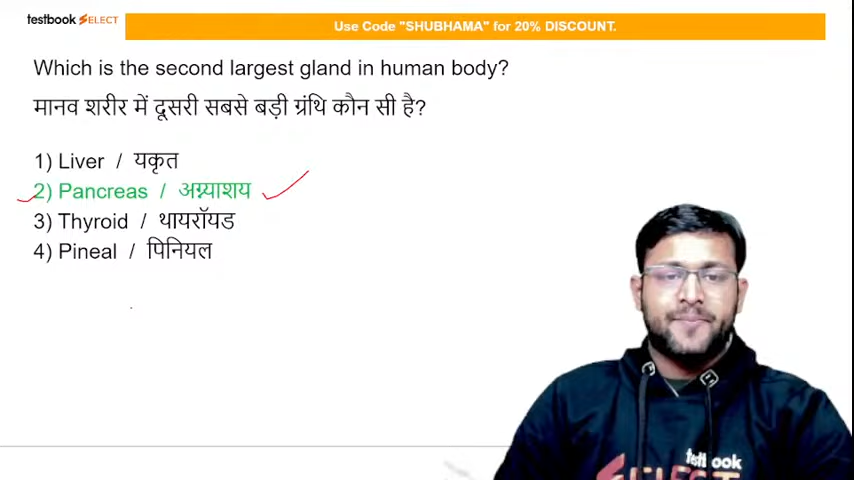 testbook SELECT
Use Code "SHUBHAMA" for 20% DISCOUNT.
Which is the second largest gland in human body?
मानव शरीर में दूसरी सबसे बड़ी ग्रंथि कौन सी है?
1) Liver / यकृत
2) Pancreas / अग्न्याशय
3) Thyroid / थायरॉयड
4) Pineal / पिनियल
testbook
SELECT